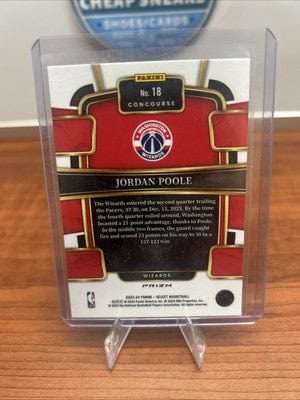 CHEAP SNEAKS
SHOES/CARDS
PANINI
No. 18
CONCOURSE
WASHINGTON
WIZARDS
JORDAN POOLE
The Wizards entered the second quarter trailing
the Pacers, 37-36, on Dec. 15, 2023. By the time
the fourth quarter rolled around, Washington
boasted a 21-point advantage, thanks to Poole.
In the middle two frames, the guard caught
fire and scored 23 points on his way to 30 in a
137-123 win.
WIZARDS
PRIZM
NBA
2023-24 PANINI - SELECT BASKETBALL